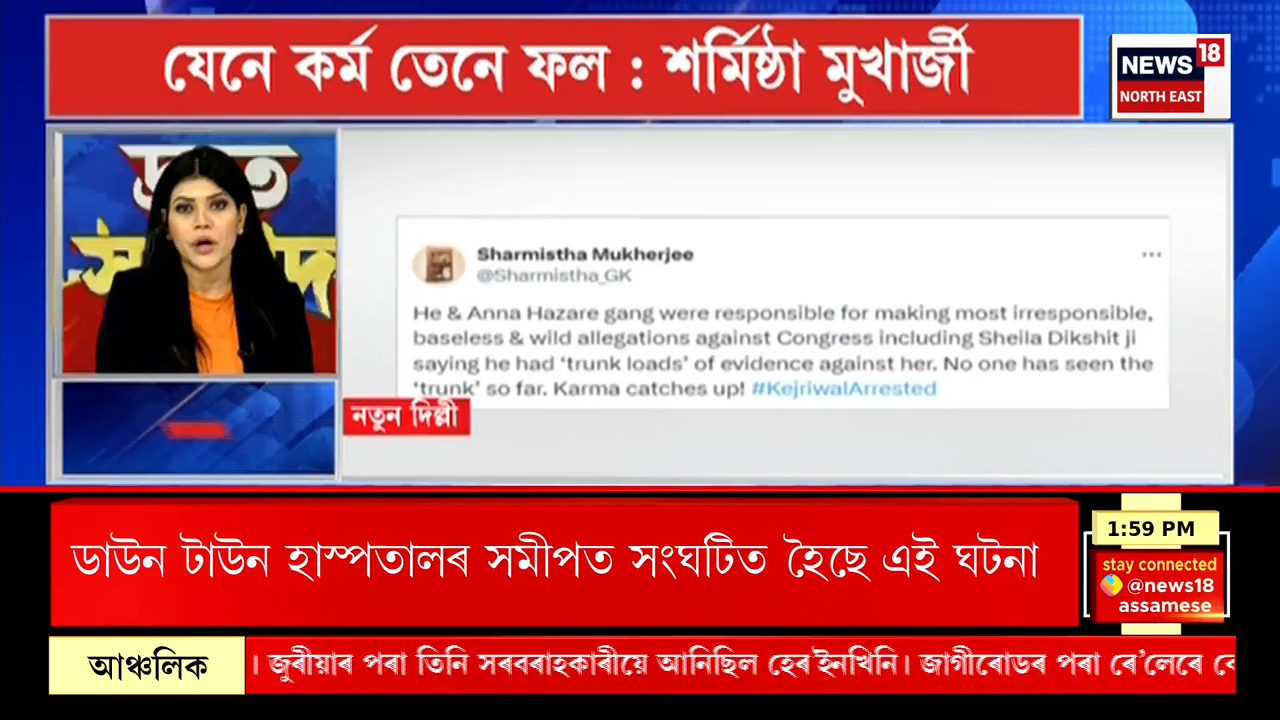 যেনে কৰ্ম তেনে ফল : শৰ্মিষ্ঠা মুখাৰ্জী
NEWS 18
NORTH EAST
Sharmistha Mukherjee
@Sharmistha_GK
He & Anna Hazare gang were responsible for making most irresponsible,
baseless & wild allegations against Congress including Sheila Dikshit ji
saying he had ‘trunk loads’ of evidence against her. No one has seen the
‘trunk’ so far. Karma catches up! #KejriwalArrested
নতুন দিল্লী
ডাউন টাউন হাস্পতালৰ সমীপত সংঘটিত হৈছে এই ঘটনা
1:59 PM
stay connected
@news18
assamese
আঞ্চলিক
। জুৰীয়াৰ পৰা তিনি সৰবৰাহকাৰীয়ে আনিছিল হেৰ'ইনখিনি। জাগীৰোডৰ পৰা ৰে'লেৰে